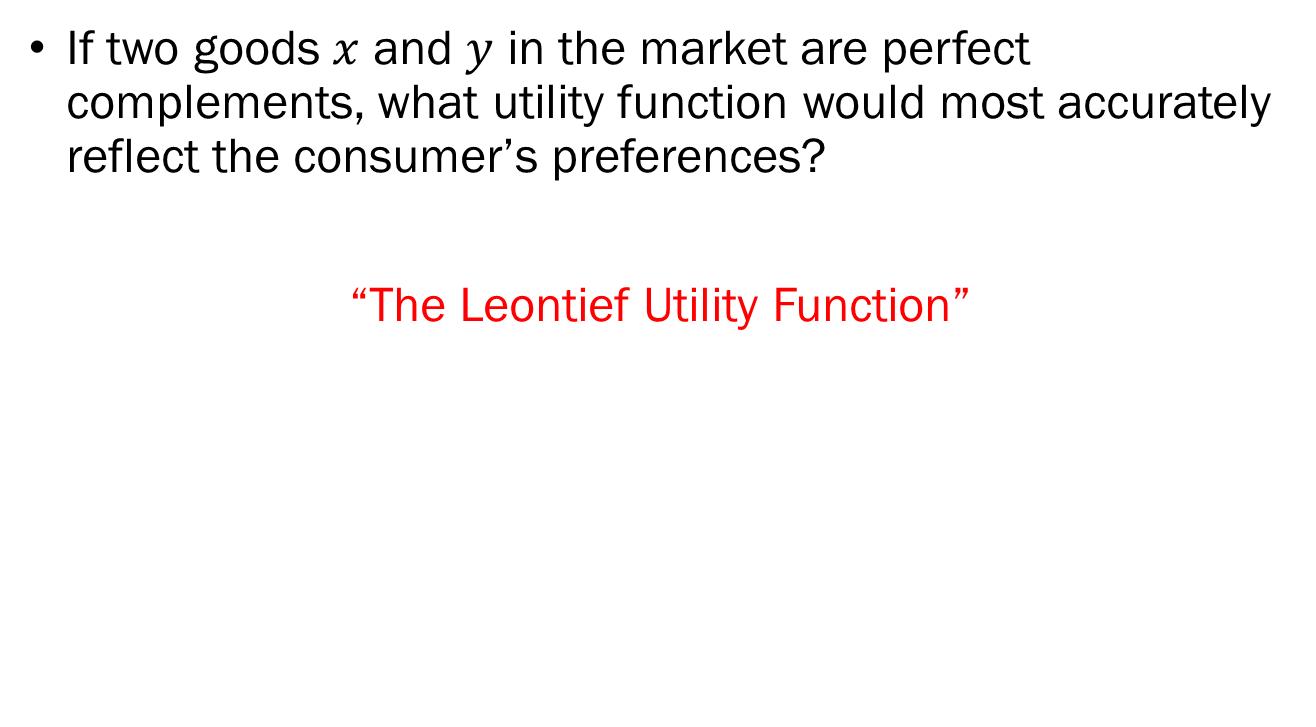 • If two goods 𝑥 and 𝑦 in the market are perfect
complements, what utility function would most accurately
reflect the consumer’s preferences?
“The Leontief Utility Function”